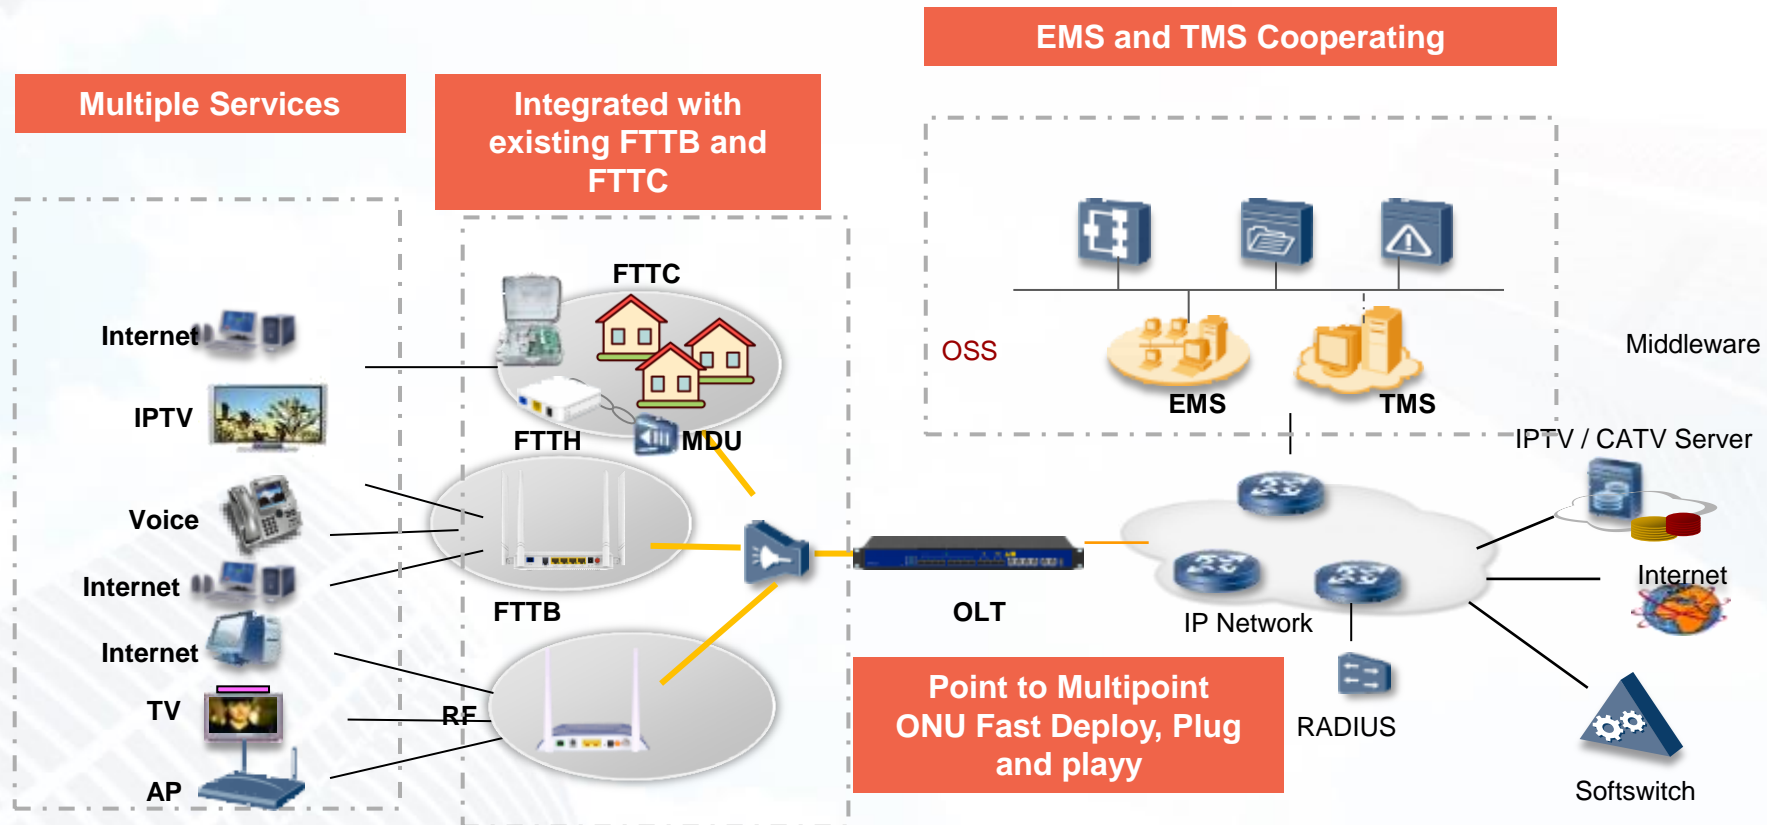 EMS and TMS Cooperating
Multiple Services
Integrated with
existing FTTB and
FTTC
FTTC
Internet
OSS
Middleware
EMS
TMS
IPTV
FTTH
MDU
IPTV / CATV Server
Voice
Internet
FTTB
OLT
IP Network
Internet
Internet
TV
RF
Point to Multipoint
ONU Fast Deploy, Plug
and playy
RADIUS
AP
Softswitch